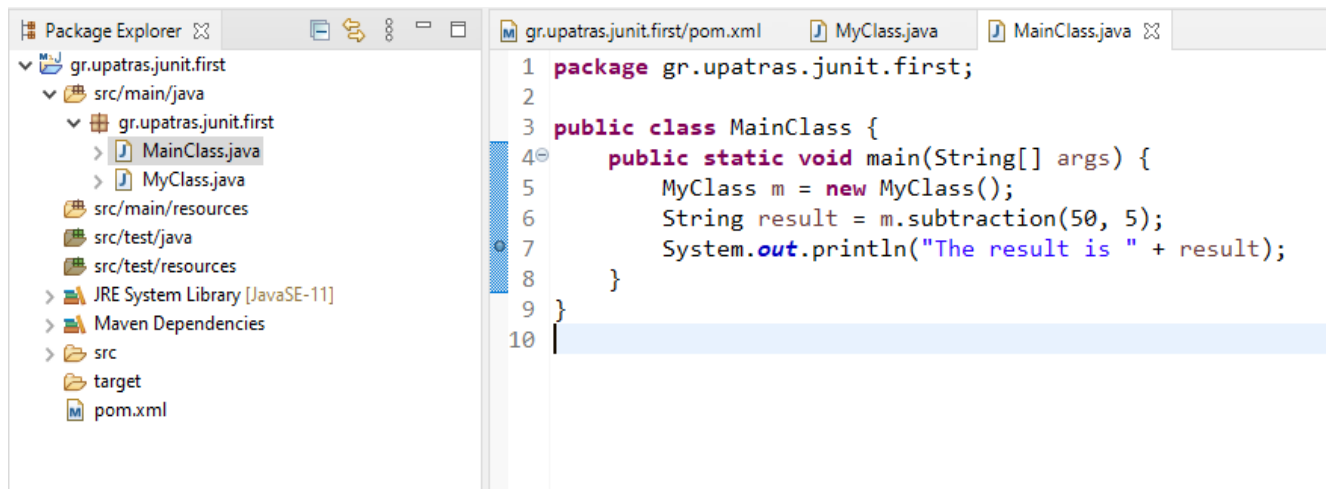 Package Explorer
gr.upatras.junit.first
src/main/java
gr.upatras.junit.first
MainClass.java
MyClass.java
src/main/resources
src/test/java
src/test/resources
JRE System Library [JavaSE-11]
Maven Dependencies
src
target
pom.xml
gr.upatras.junit.first/pom.xml MyClass.java MainClass.java
1 package gr.upatras.junit.first;
2
3 public class MainClass {
4 public static void main(String[] args) {
5 MyClass m = new MyClass();
6 String result = m.subtraction(50, 5);
7 System.out.println("The result is " + result);
8 }
9 }
10